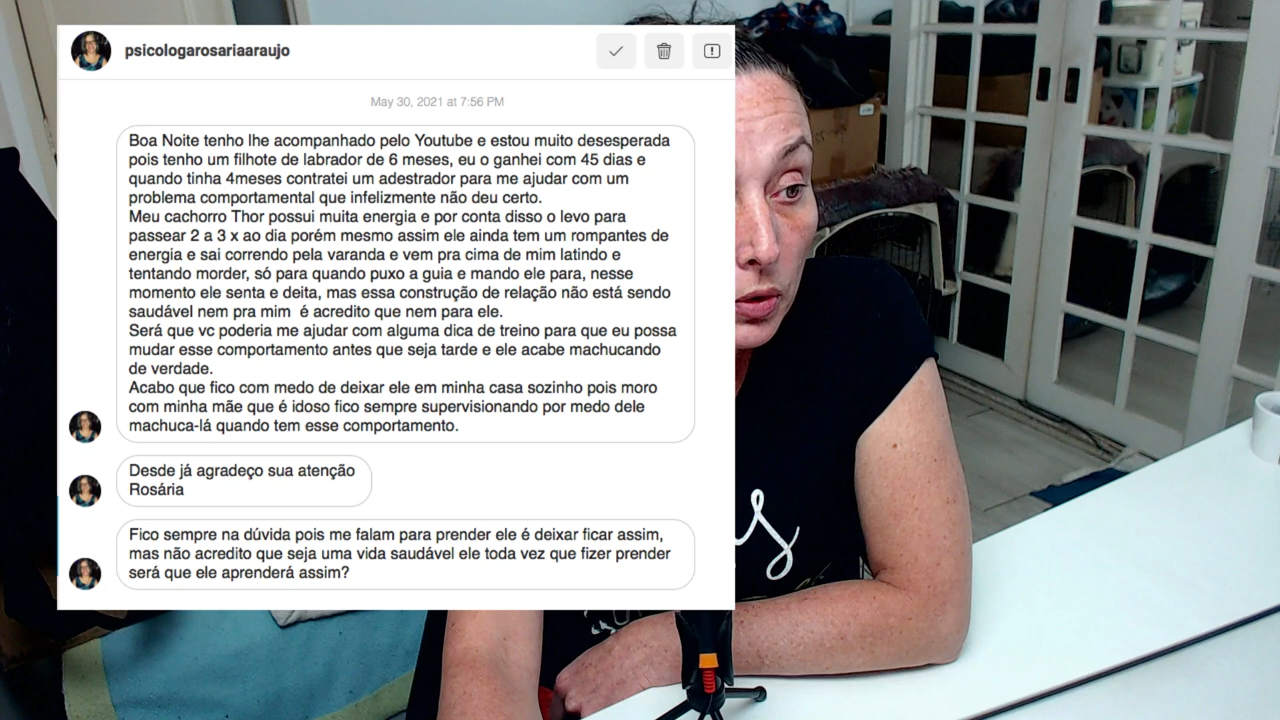 psicologarosariaaraujo
May 30, 2021 at 7:56 PM
Boa Noite tenho lhe acompanhado pelo Youtube e estou muito desesperada
pois tenho um filhote de labrador de 6 meses, eu o ganhei com 45 dias e
quando tinha 4meses contratei um adestrador para me ajudar com um
problema comportamental que infelizmente não deu certo.
Meu cachorro Thor possui muita energia e por conta disso o levo para
passear 2 a 3 x ao dia porém mesmo assim ele ainda tem um rompantes de
energia e sai correndo pela varanda e vem pra cima de mim latindo e
tentando morder, só para quando puxo a guia e mando ele para, nesse
momento ele senta e deita, mas essa construção de relação não está sendo
saudável nem pra mim  é acredito que nem para ele.
Será que vc poderia me ajudar com alguma dica de treino para que eu possa
mudar esse comportamento antes que seja tarde e ele acabe machucando
de verdade.
Acabo que fico com medo de deixar ele em minha casa sozinho pois moro
com minha mãe que é idoso fico sempre supervisionando por medo dele
machuca-lá quando tem esse comportamento.
Desde já agradeço sua atenção
Rosária
Fico sempre na dúvida pois me falam para prender ele é deixar ficar assim,
mas não acredito que seja uma vida saudável ele toda vez que fizer prender
será que ele aprenderá assim?